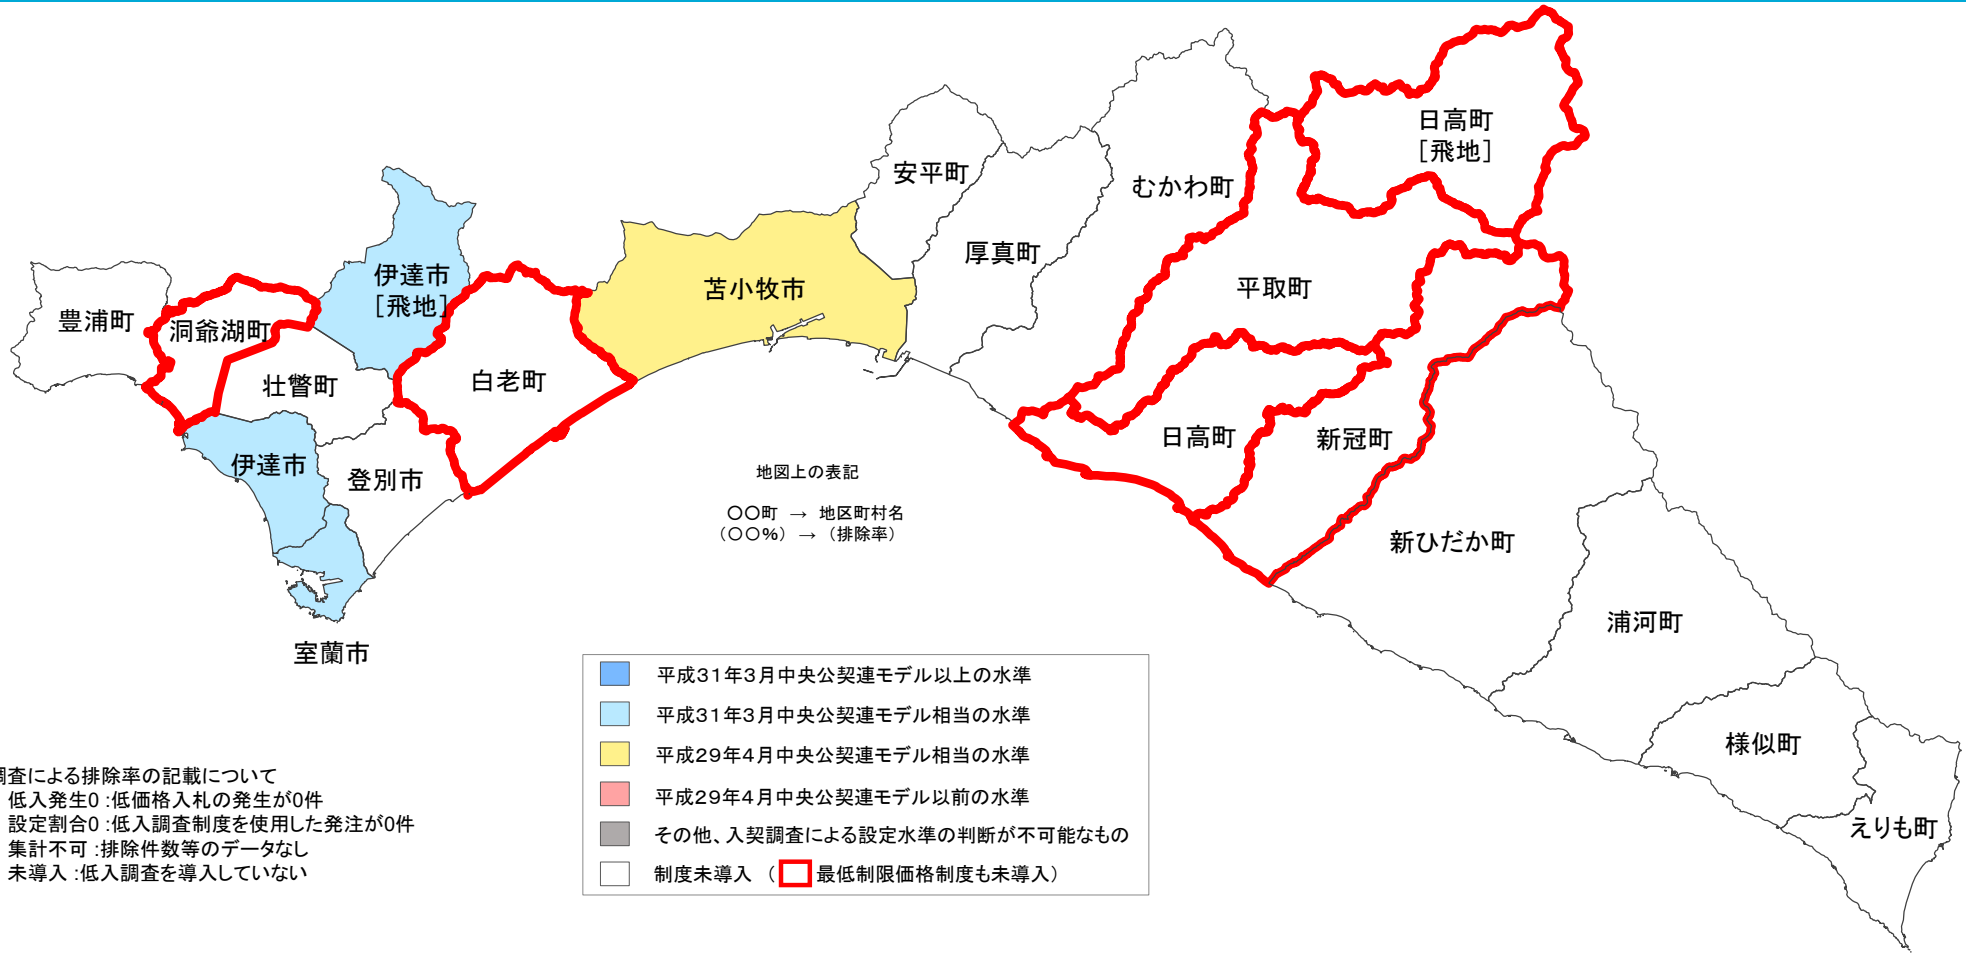 日高町
［飛地］
安平町
むかわ町
厚真町
伊達市
［飛地］
苫小牧市
平取町
豊浦町
洞爺湖町
壮瞥町
白老町
日高町
新冠町
伊達市
登別市
地図上の表記
〇〇町 → 地区町村名
（〇〇%） → （排除率）
新ひだか町
浦河町
室蘭市
様似町
えりも町
平成31年3月中央公契連モデル以上の水準
平成31年3月中央公契連モデル相当の水準
平成29年4月中央公契連モデル相当の水準
平成29年4月中央公契連モデル以前の水準
その他、入契調査による設定水準の判断が不可能なもの
制度未導入 （ 最低制限価格制度も未導入）
査による排除率の記載について
低入発生0：低価格入札の発生が0件
設定割合0：低入調査制度を使用した発注が0件
集計不可：排除件数等のデータなし
未導入：低入調査を導入していない